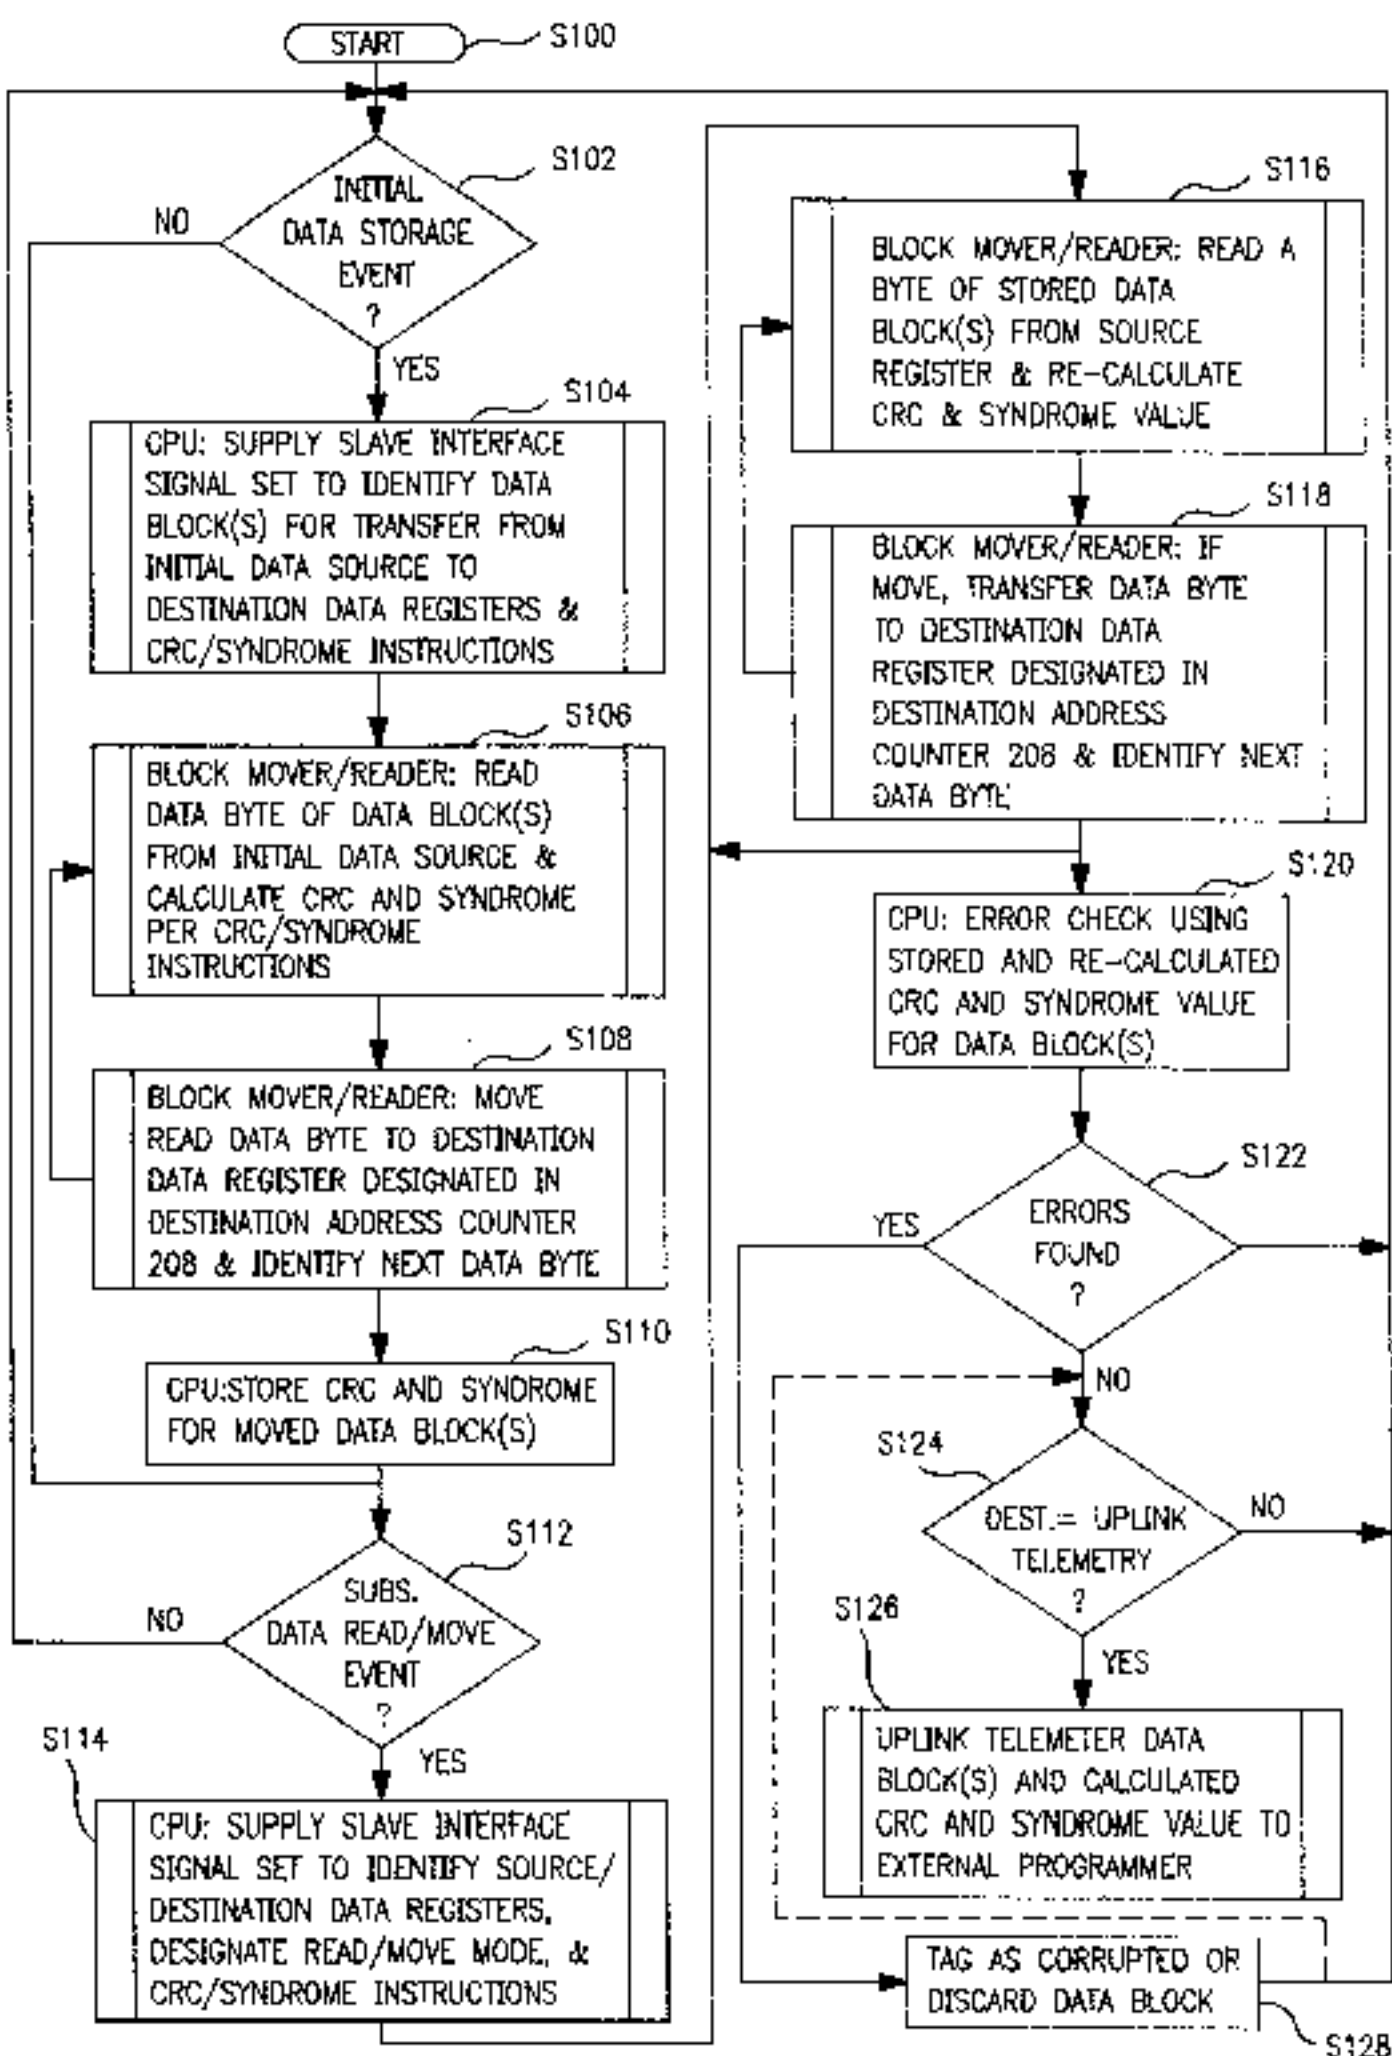 START
S100
S102
INITIAL
DATA STORAGE
EVENT
?
NO
YES
S104
CPU: SUPPLY SLAVE INTERFACE
SIGNAL SET TO IDENTIFY DATA
BLOCK(S) FOR TRANSFER FROM
INITIAL DATA SOURCE TO
DESTINATION DATA REGISTERS &
CRC/SYNDROME INSTRUCTIONS
S106
BLOCK MOVER/READER: READ
DATA BYTE OF DATA BLOCK(S)
FROM INITIAL DATA SOURCE &
CALCULATE CRC AND SYNDROME
PER CRC/SYNDROME
INSTRUCTIONS
S108
BLOCK MOVER/READER: MOVE
READ DATA BYTE TO DESTINATION
DATA REGISTER DESIGNATED IN
DESTINATION ADDRESS COUNTER
208 & IDENTIFY NEXT DATA BYTE
S110
CPU:STORE CRC AND SYNDROME
FOR MOVED DATA BLOCK(S)
S112
SUBS.
DATA READ/MOVE
EVENT
?
NO
YES
S114
CPU: SUPPLY SLAVE INTERFACE
SIGNAL SET TO IDENTIFY SOURCE/
DESTINATION DATA REGISTERS,
DESIGNATE READ/MOVE MODE, &
CRC/SYNDROME INSTRUCTIONS
S116
BLOCK MOVER/READER: READ A
BYTE OF STORED DATA
BLOCK(S) FROM SOURCE
REGISTER & RE-CALCULATE
CRC & SYNDROME VALUE
S118
BLOCK MOVER/READER: IF
MOVE, TRANSFER DATA BYTE
TO DESTINATION DATA
REGISTER DESIGNATED IN
DESTINATION ADDRESS
COUNTER 208 & IDENTIFY NEXT
DATA BYTE
S120
CPU: ERROR CHECK USING
STORED AND RE-CALCULATED
CRC AND SYNDROME VALUE
FOR DATA BLOCK(S)
S122
ERRORS
FOUND
?
YES
NO
S124
DEST.= UPLINK
TELEMETRY
?
NO
YES
S126
UPLINK TELEMETER DATA
BLOCK(S) AND CALCULATED
CRC AND SYNDROME VALUE TO
EXTERNAL PROGRAMMER
TAG AS CORRUPTED OR
DISCARD DATA BLOCK
S128